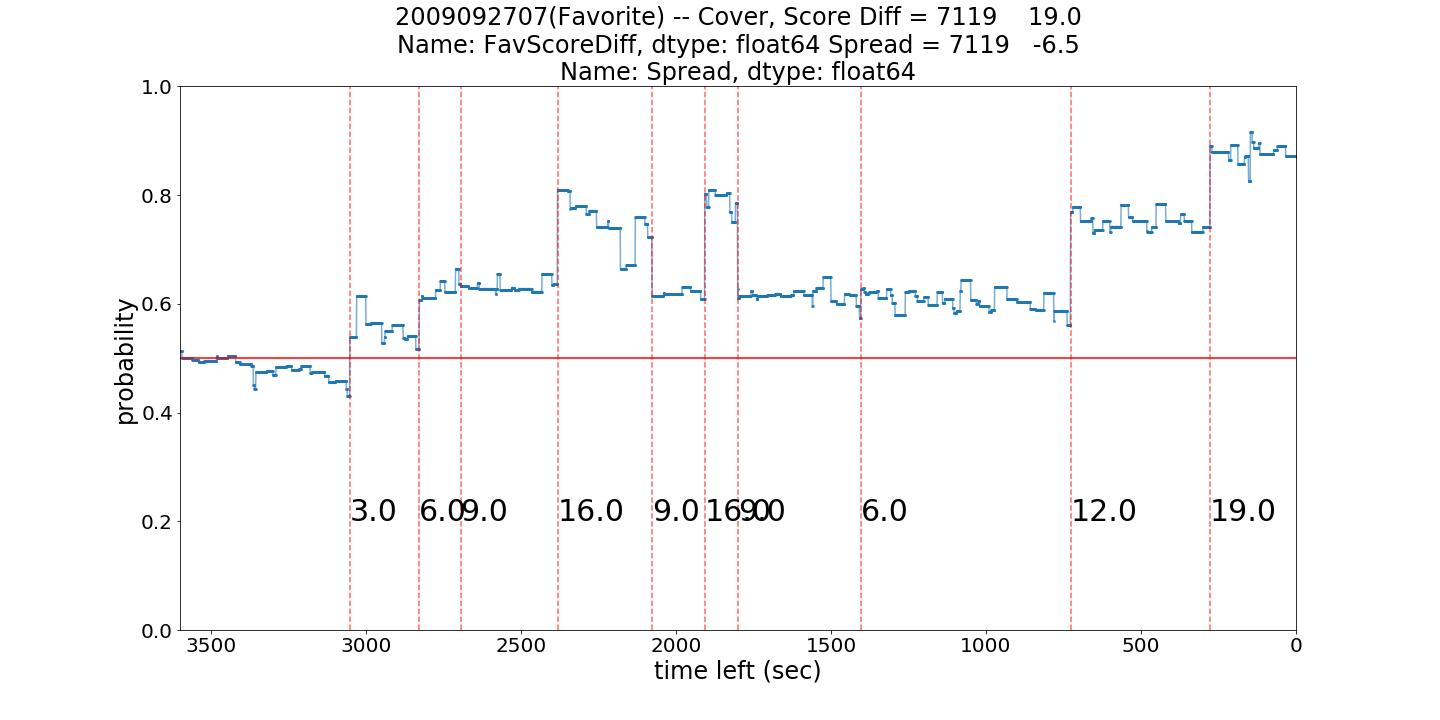 2009092707(Favorite) -- Cover, Score Diff = 7119    19.0
Name: FavScoreDiff, dtype: float64 Spread = 7119   -6.5
Name: Spread, dtype: float64
1.0
0.8
0.6
0.4
0.2
0.0
probability
3.0 6.0 9.0 16.0 9.0 16.0 9.0 6.0 12.0 19.0
3500 3000 2500 2000 1500 1000 500 0
time left (sec)